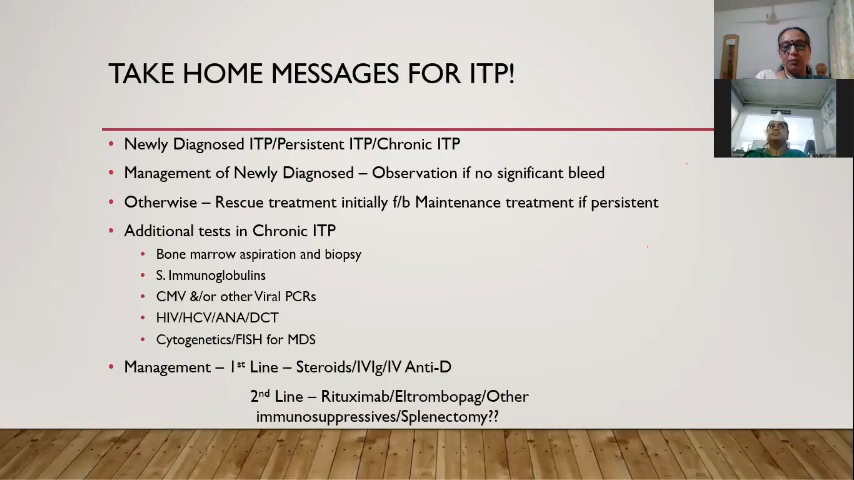 TAKE HOME MESSAGES FOR ITP!
• Newly Diagnosed ITP/Persistent ITP/Chronic ITP
• Management of Newly Diagnosed – Observation if no significant bleed
• Otherwise – Rescue treatment initially f/b Maintenance treatment if persistent
• Additional tests in Chronic ITP
• Bone marrow aspiration and biopsy
• S. Immunoglobulins
• CMV &/or other Viral PCRs
• HIV/HCV/ANA/DCT
• Cytogenetics/FISH for MDS
• Management – 1st Line – Steroids/IVIg/IV Anti-D
2nd Line – Rituximab/Eltrombopag/Other
immunosuppressives/Splenectomy??